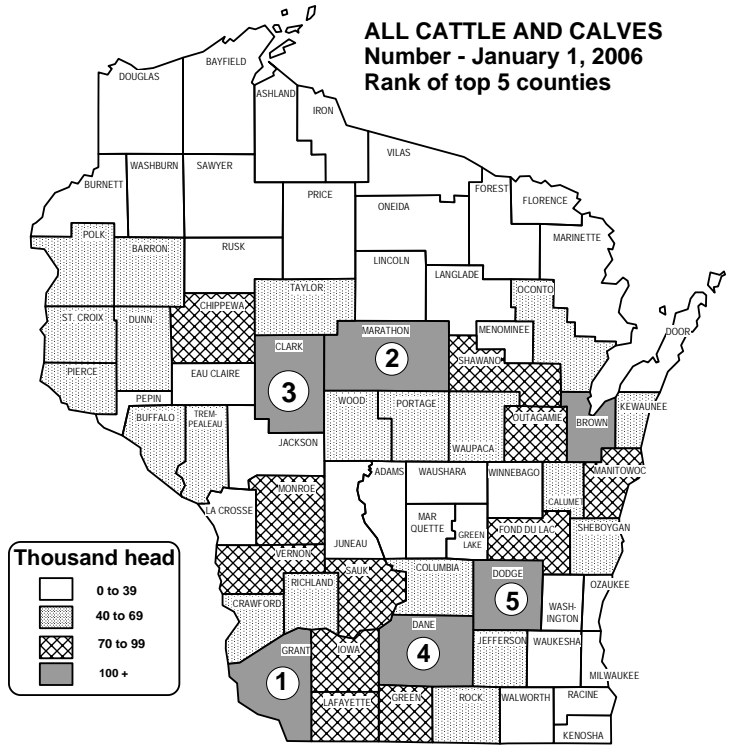 ALL CATTLE AND CALVES
Number - January 1, 2006
Rank of top 5 counties
DOUGLAS
BAYFIELD
ASHLAND
IRON
VILAS
BURNETT
WASHBURN
SAWYER
PRICE
ONEIDA
FOREST
FLORENCE
MARINETTE
POLK
BARRON
RUSK
LINCOLN
LANGLADE
TAYLOR
OCONTO
CHIPPEWA
ST. CROIX
DUNN
MARATHON
2
MENOMINEE
DOOR
CLARK
3
SHAWANO
PIERCE
EAU CLAIRE
PEPIN
BUFFALO
TREM-
PEALEAU
WOOD
PORTAGE
WAUPACA
OUTAGAMIE
BROWN
KEWAUNEE
JACKSON
ADAMS
WAUSHARA
WINNEBAGO
MANITOWOC
CALUMET
MONROE
LA CROSSE
JUNEAU
MAR
QUETTE
GREEN
LAKE
FOND DU LAC
SHEBOYGAN
VERNON
SAUK
COLUMBIA
DODGE
5
OZAUKEE
RICHLAND
CRAWFORD
WASH-
INGTON
DANE
4
JEFFERSON
WAUKESHA
GRANT
1
IOWA
MILWAUKEE
LAFAYETTE
GREEN
ROCK
WALWORTH
RACINE
KENOSHA
Thousand head
0 to 39
40 to 69
70 to 99
100 +